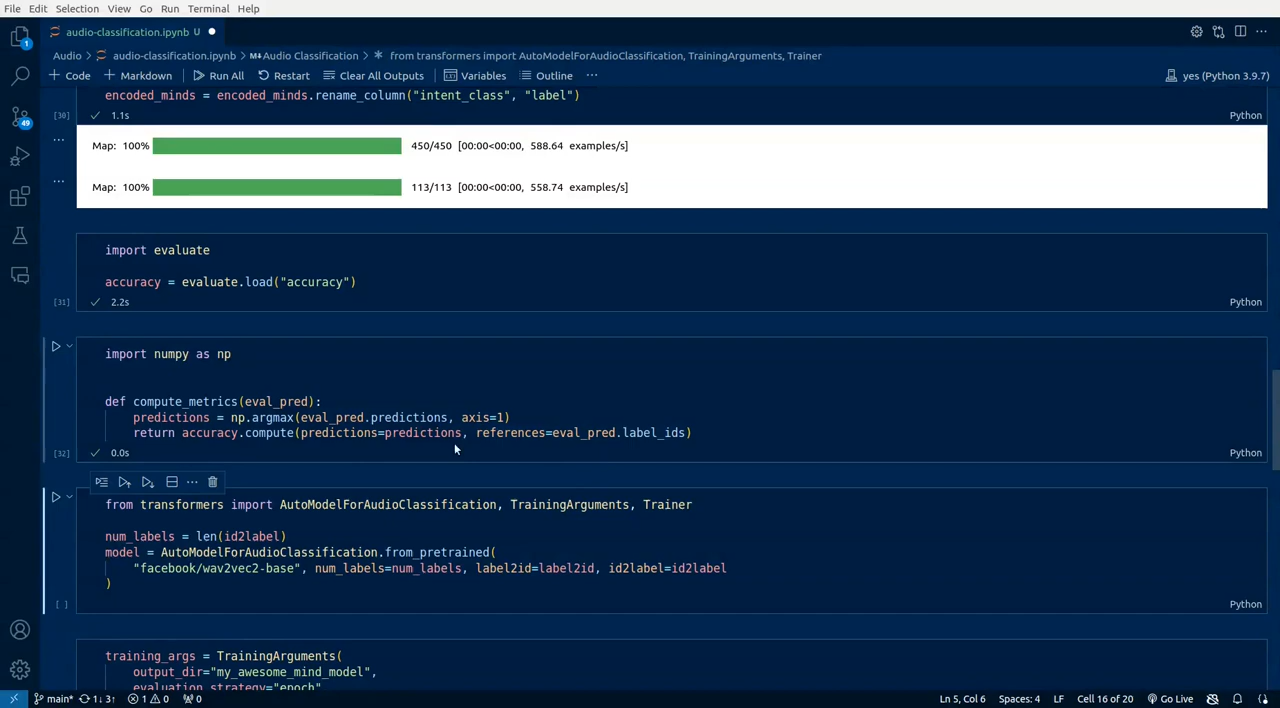 File Edit Selection View Go Run Terminal Help
audio-classification.ipynb U
Audio > audio-classification.ipynb > M↓Audio Classification > from transformers import AutoModelForAudioClassification, TrainingArguments, Trainer
+ Code + Markdown Run All Restart Clear All Outputs Variables Outline ... yes (Python 3.9.7)
encoded_minds = encoded_minds.rename_column("intent_class", "label")
[30] 1.1s Python
... Map: 100% 450/450 [00:00<00:00, 588.64 examples/s]
... Map: 100% 113/113 [00:00<00:00, 558.74 examples/s]
import evaluate
accuracy = evaluate.load("accuracy")
[31] 2.2s Python
import numpy as np
def compute_metrics(eval_pred):
predictions = np.argmax(eval_pred.predictions, axis=1)
return accuracy.compute(predictions=predictions, references=eval_pred.label_ids)
[32] 0.0s Python
from transformers import AutoModelForAudioClassification, TrainingArguments, Trainer
num_labels = len(id2label)
model = AutoModelForAudioClassification.from_pretrained(
"facebook/wav2vec2-base", num_labels=num_labels, label2id=label2id, id2label=id2label
)
[ ] Python
training_args = TrainingArguments(
output_dir="my_awesome_mind_model",
evaluation_strategy="epoch"
1
49
main* 1↓ 3↑ 1 0 0 Ln 5, Col 6 Spaces: 4 LF Cell 16 of 20 Go Live